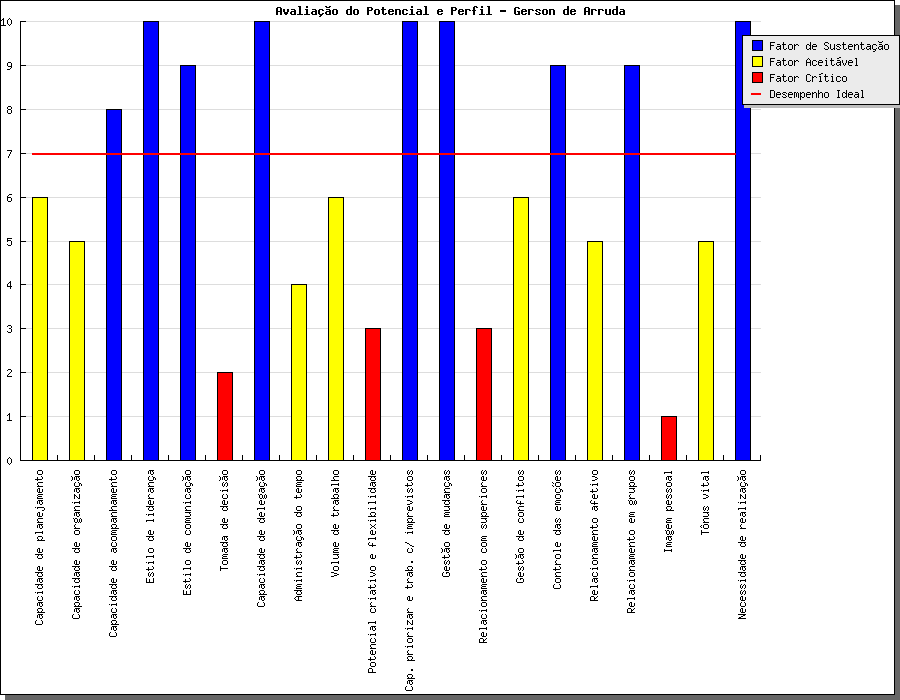 Avaliação do Potencial e Perfil - Gerson de Arruda
10
9
8
7
6
5
4
3
2
1
0
Fator de Sustentação
Fator Aceitável
Fator Crítico
Desempenho Ideal
Capacidade de planejamento
Capacidade de organização
Capacidade de acompanhamento
Estilo de liderança
Estilo de comunicação
Tomada de decisão
Capacidade de delegação
Administração do tempo
Volume de trabalho
Potencial criativo e flexibilidade
Cap. priorizar e trab. c/ imprevistos
Gestão de mudanças
Relacionamento com superiores
Gestão de conflitos
Controle das emoções
Relacionamento afetivo
Relacionamento em grupos
Imagem pessoal
Tônus vital
Necessidade de realização